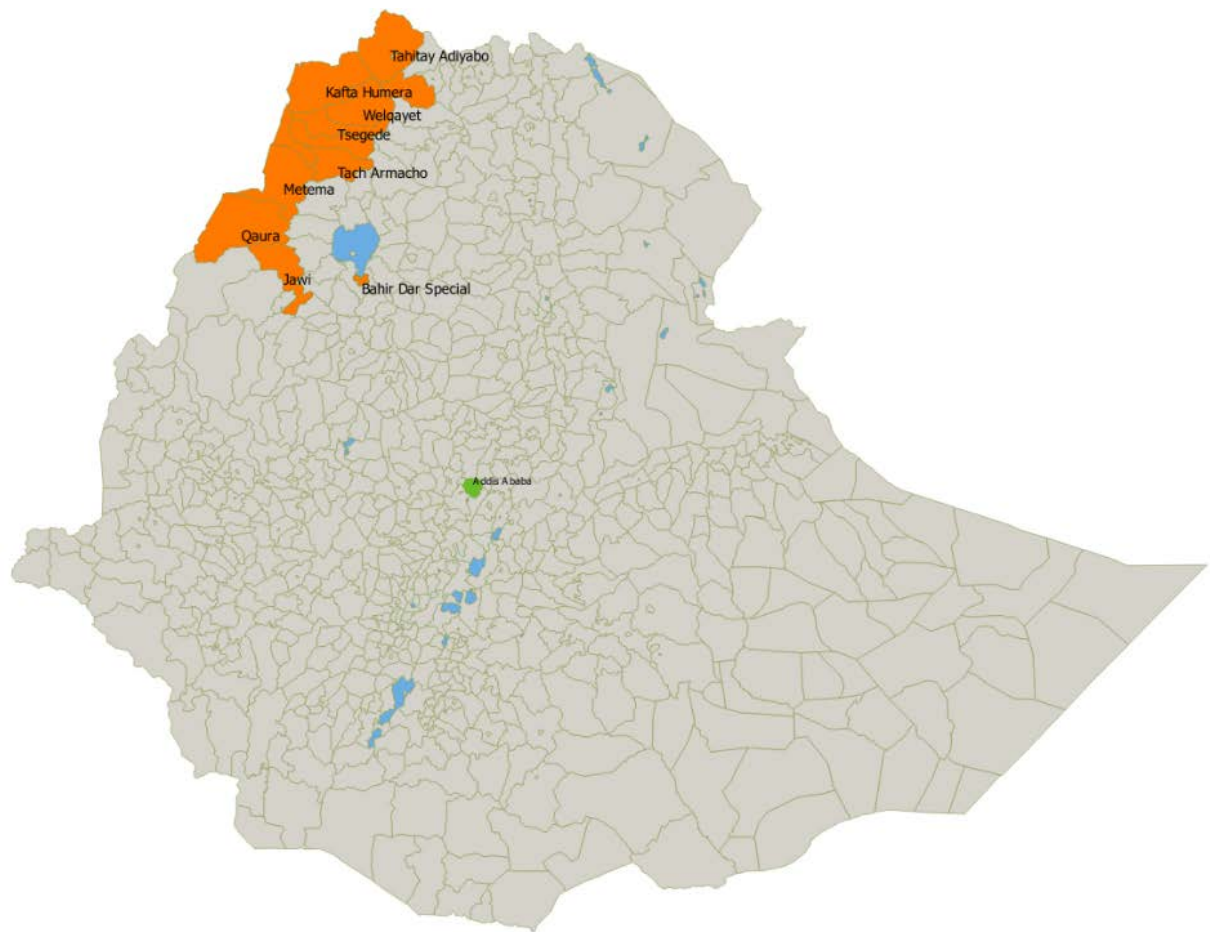 Tahitay Adiyabo
Kafta Humera
Welqayet
Tsegede
Tach Armacho
Metema
Qaura
Jawi
Bahir Dar Special
Addis Ababa